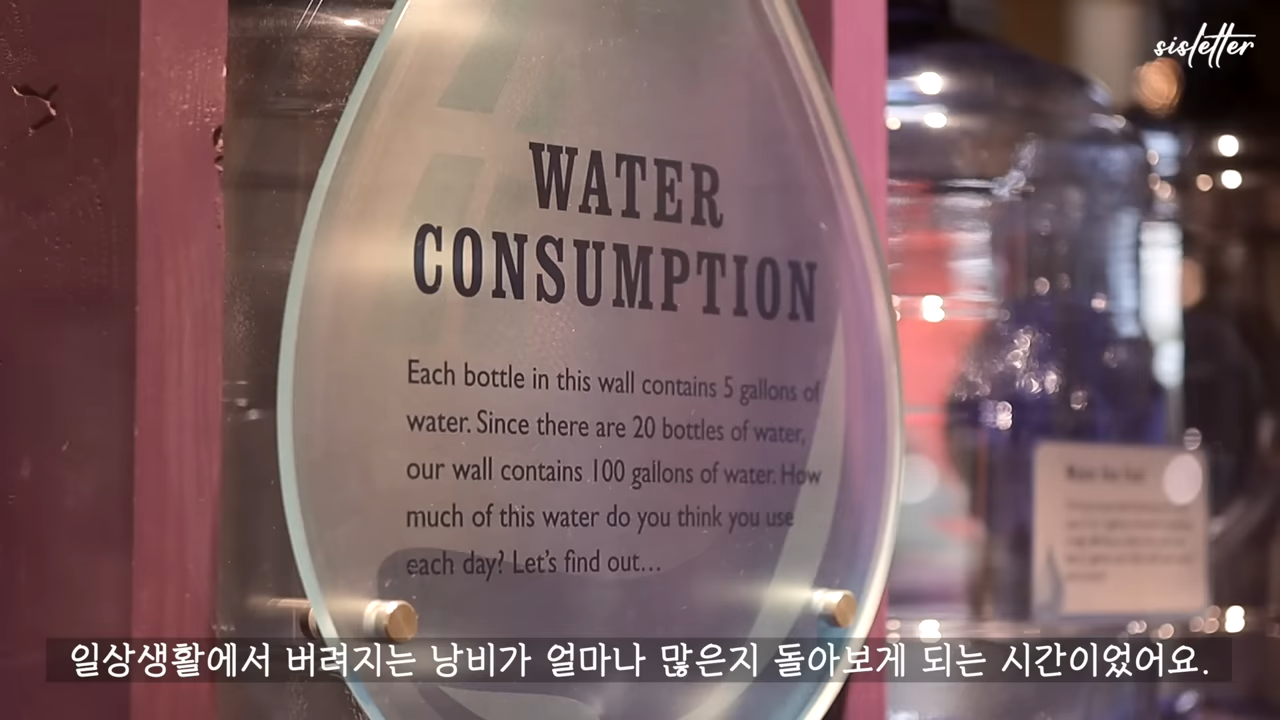 sisletter
WATER
CONSUMPTION
Each bottle in this wall contains 5 gallons of
water. Since there are 20 bottles of water,
our wall contains 100 gallons of water. How
much of this water do you think you use
each day? Let's find out...
일상생활에서 버려지는 낭비가 얼마나 많은지 돌아보게 되는 시간이었어요.